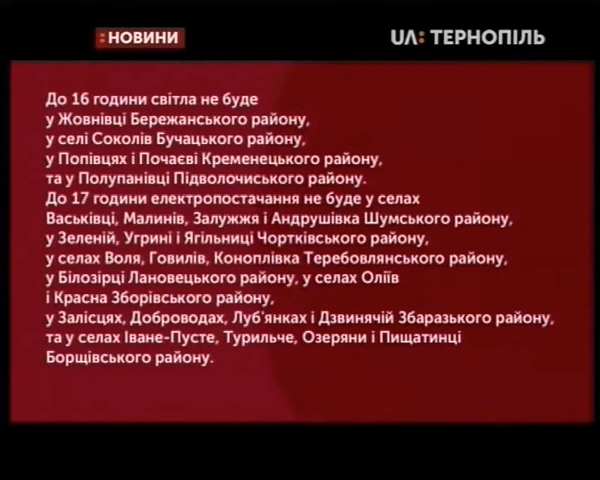 :НОВИНИ
UA: ТЕРНОПІЛЬ
До 16 години світла не буде
у Жовнівці Бережанського району,
у селі Соколів Бучацького району,
у Попівцях і Почаєві Кременецького району,
та у Полупанівці Підволочиського району.
До 17 години електропостачання не буде у селах
Васьківці, Малинів, Залужжя і Андрушівка Шумського району,
у Зеленій, Угрині і Ягільниці Чортківського району,
у селах Воля, Говилів, Коноплівка Теребовлянського району,
у Білозірці Лановецького району, у селах Оліїв
і Красна Зборівського району,
у Залісцях, Доброводах, Луб'янках і Дзвинячій Збаразького району,
та у селах Іване-Пусте, Турильче, Озеряни і Пищатинці
Борщівського району.